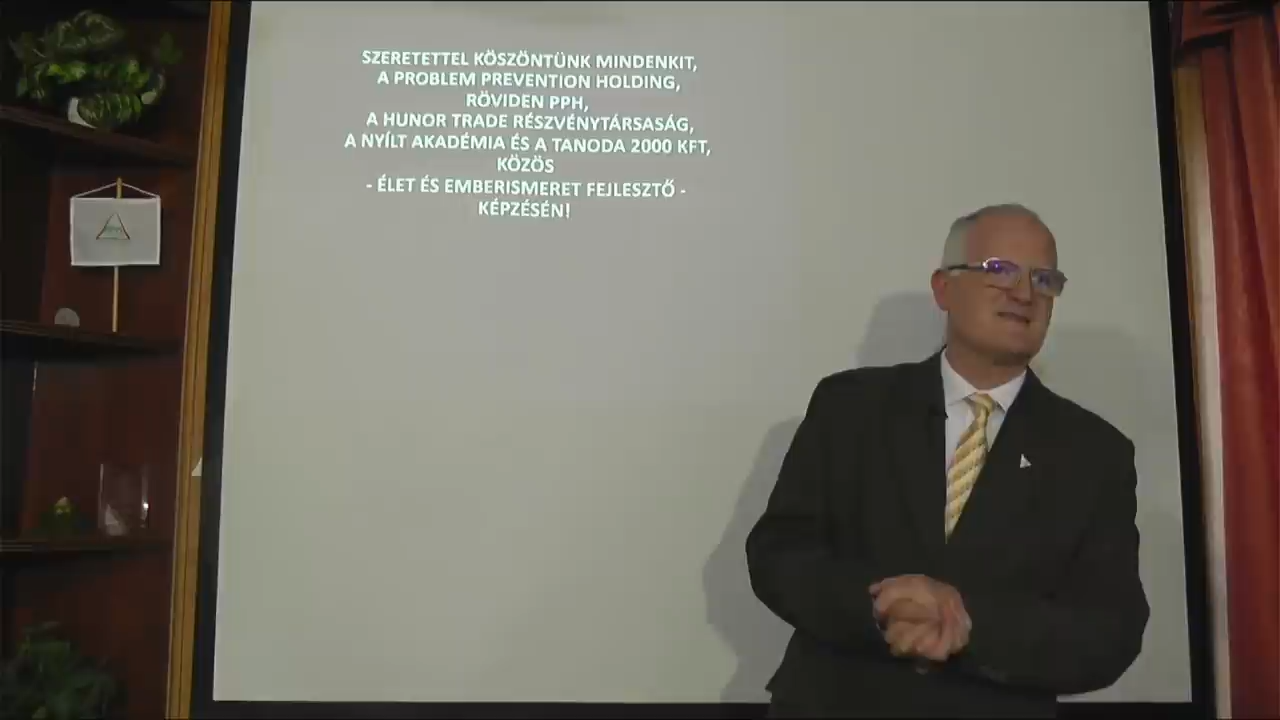 SZERETETTEL KÖSZÖNTÜNK MINDENKIT,
A PROBLEM PREVENTION HOLDING,
RÖVIDEN PPH,
A HUNOR TRADE RÉSZVÉNYTÁRSASÁG,
A NYÍLT AKADÉMIA ÉS A TANODA 2000 KFT,
KÖZÖS
- ÉLET ÉS EMBERISMERET FEJLESZTŐ -
KÉPZÉSÉN!